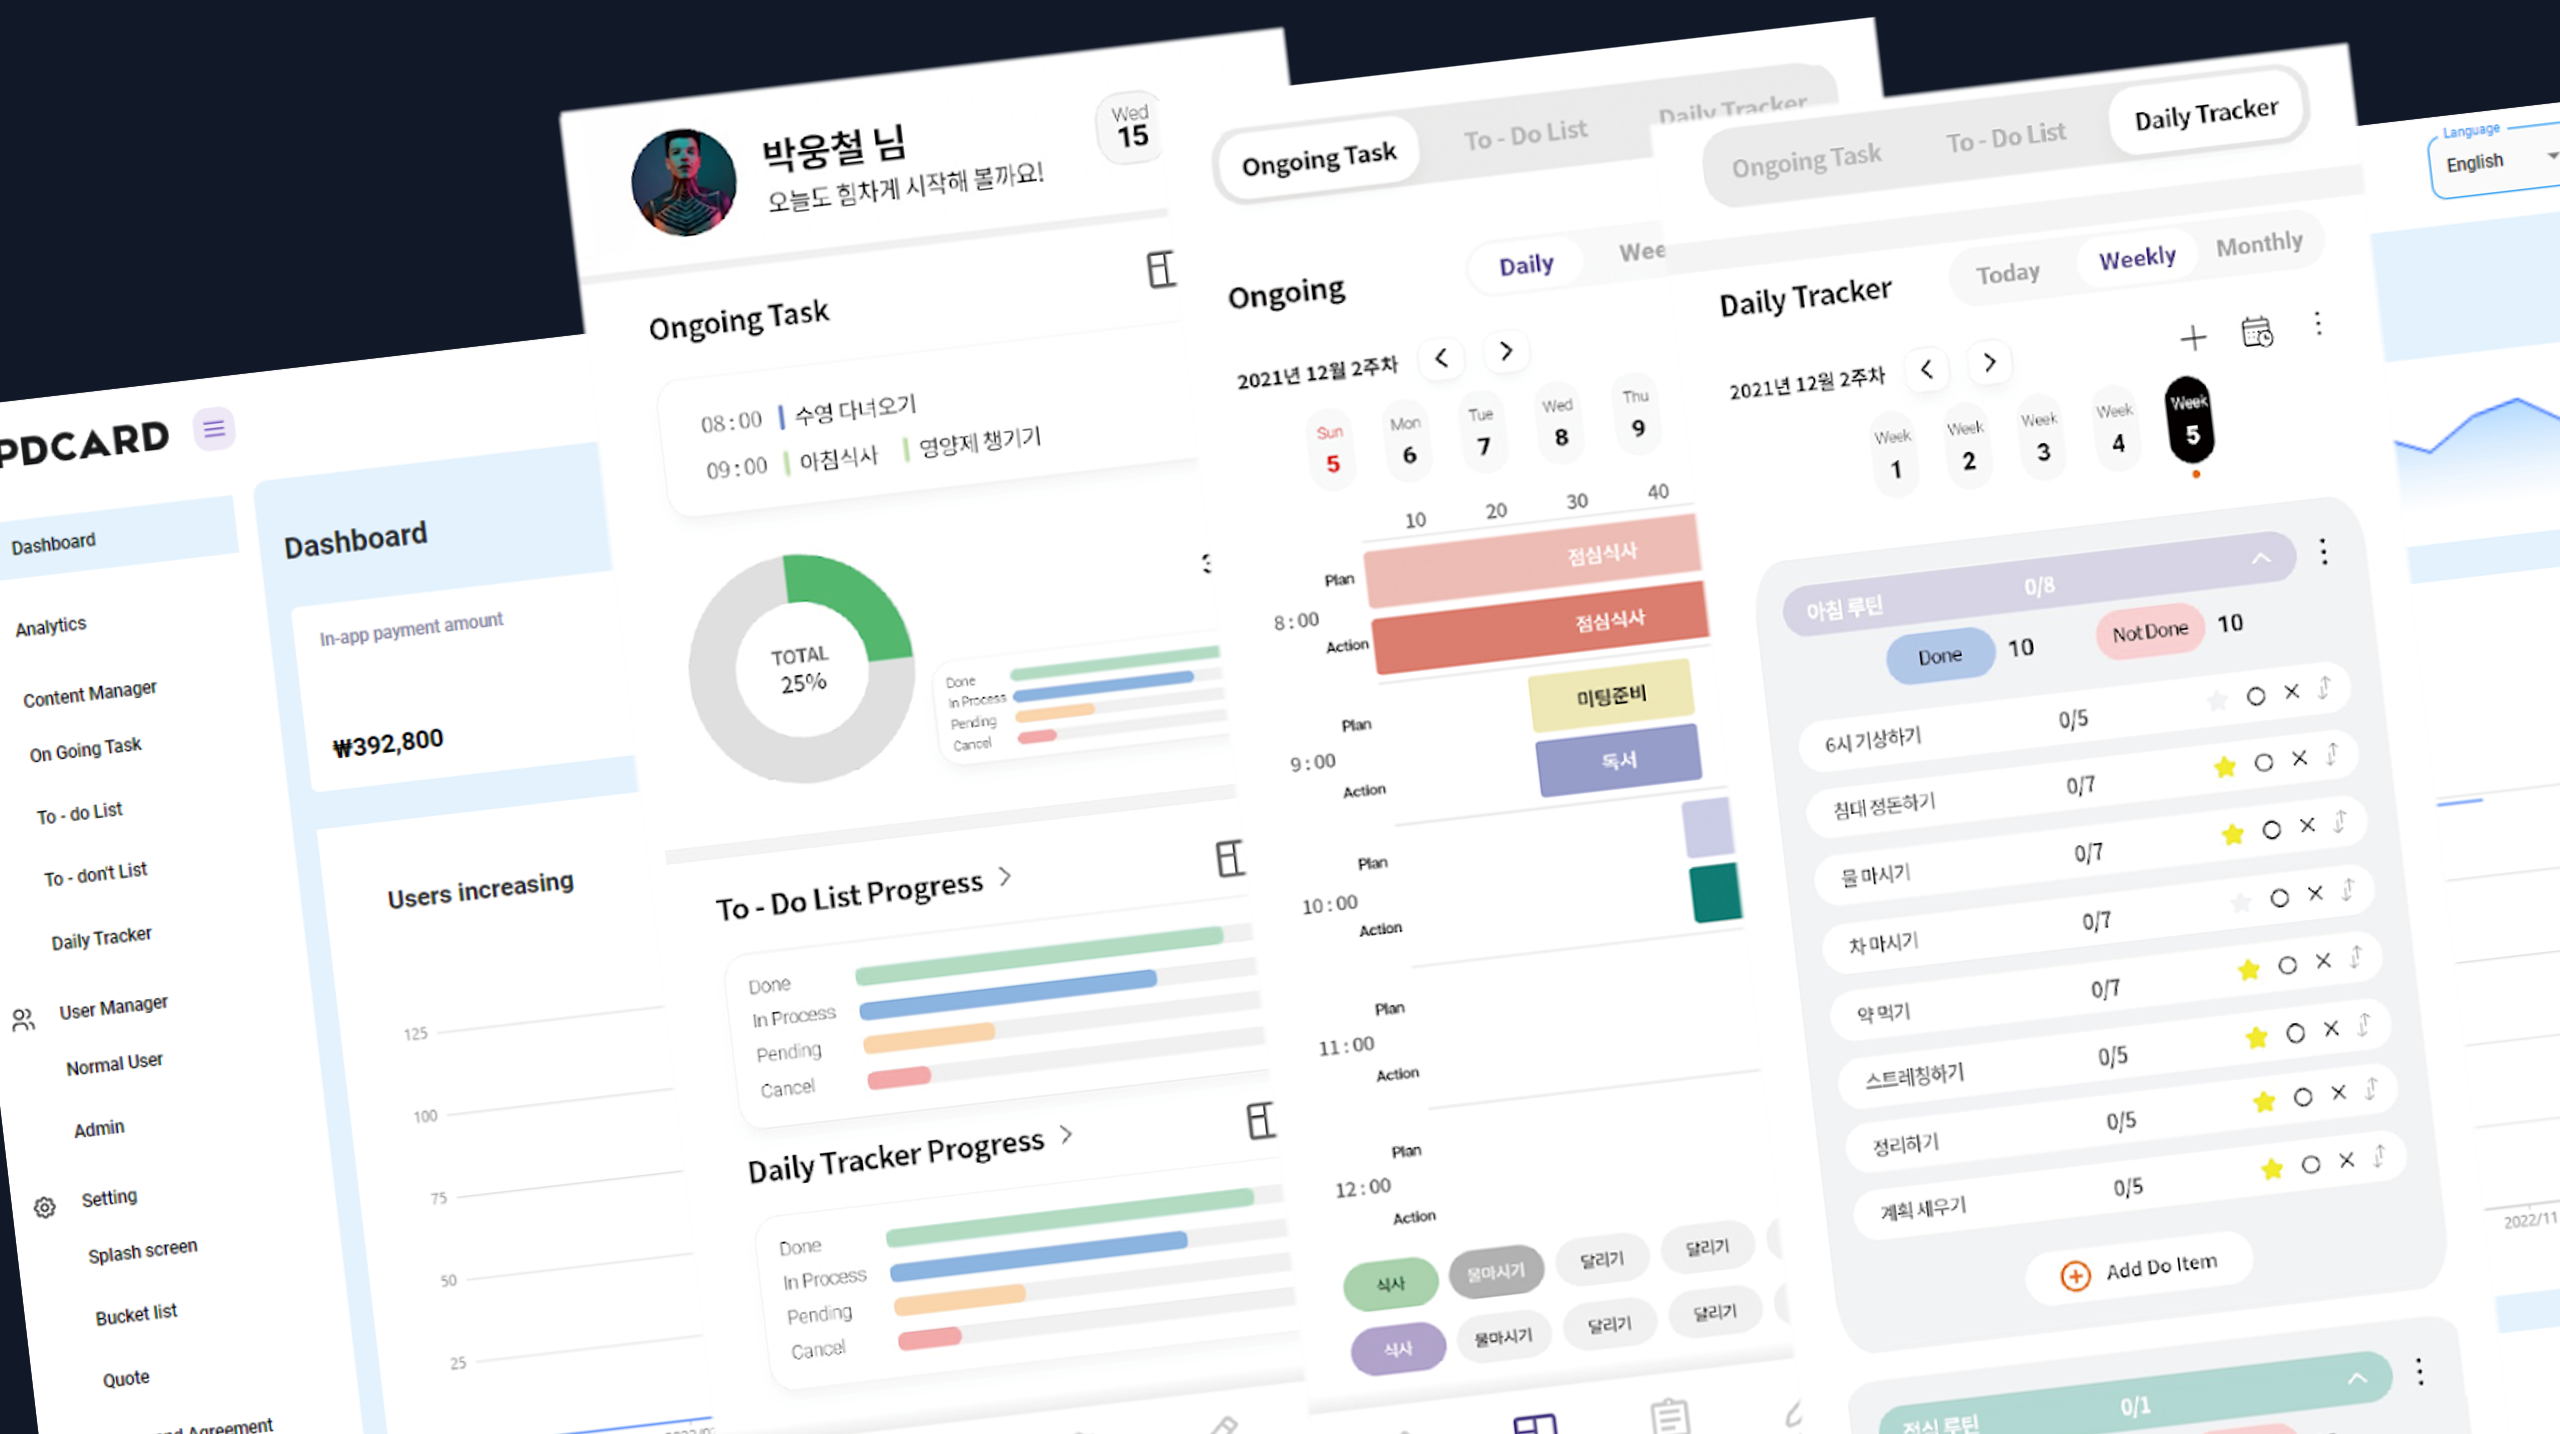 PDCARD
Dashboard
Analytics
Content Manager
On Going Task
To - do List
To - don't List
Daily Tracker
User Manager
Normal User
Admin
Setting
Splash screen
Bucket list
Quote
Agreement
Dashboard
In-app payment amount
₩392,800
Users increasing
125
100
75
50
25
박웅철 님
오늘도 힘차게 시작해 볼까요!
Wed
15
Ongoing Task
08:00 수영 다녀오기
09:00 아침식사 영양제 챙기기
TOTAL
25%
Done
In Process
Pending
Cancel
To - Do List Progress >
Done
In Process
Pending
Cancel
Daily Tracker Progress >
Done
In Process
Pending
Cancel
Ongoing Task To - Do List Daily Tracker
Ongoing Daily Wee
2021년 12월 2주차 < >
Sun Mon Tue Wed Thu
5 6 7 8 9
10 20 30 40
Plan 점심식사
8:00
Action 점심식사
Plan 미팅준비
9:00 독서
Action
Plan
10:00
Action
Plan
11:00
Action
Plan
12:00
Action
식사 물마시기 달리기 달리기
식사 물마시기 달리기 달리기
Ongoing Task To - Do List Daily Tracker
Daily Tracker Today Weekly Monthly
2021년 12월 2주차 < >
Week Week Week Week Week
1 2 3 4 5
아침 루틴 0/8
Done 10 Not Done 10
6시 기상하기 0/5
침대 정돈하기 0/7
물 마시기 0/7
차 마시기 0/7
약 먹기 0/7
스트레칭하기 0/5
정리하기 0/5
계획 세우기 0/5
Add Do Item
점심 루틴 0/1
Language
English
2022/11